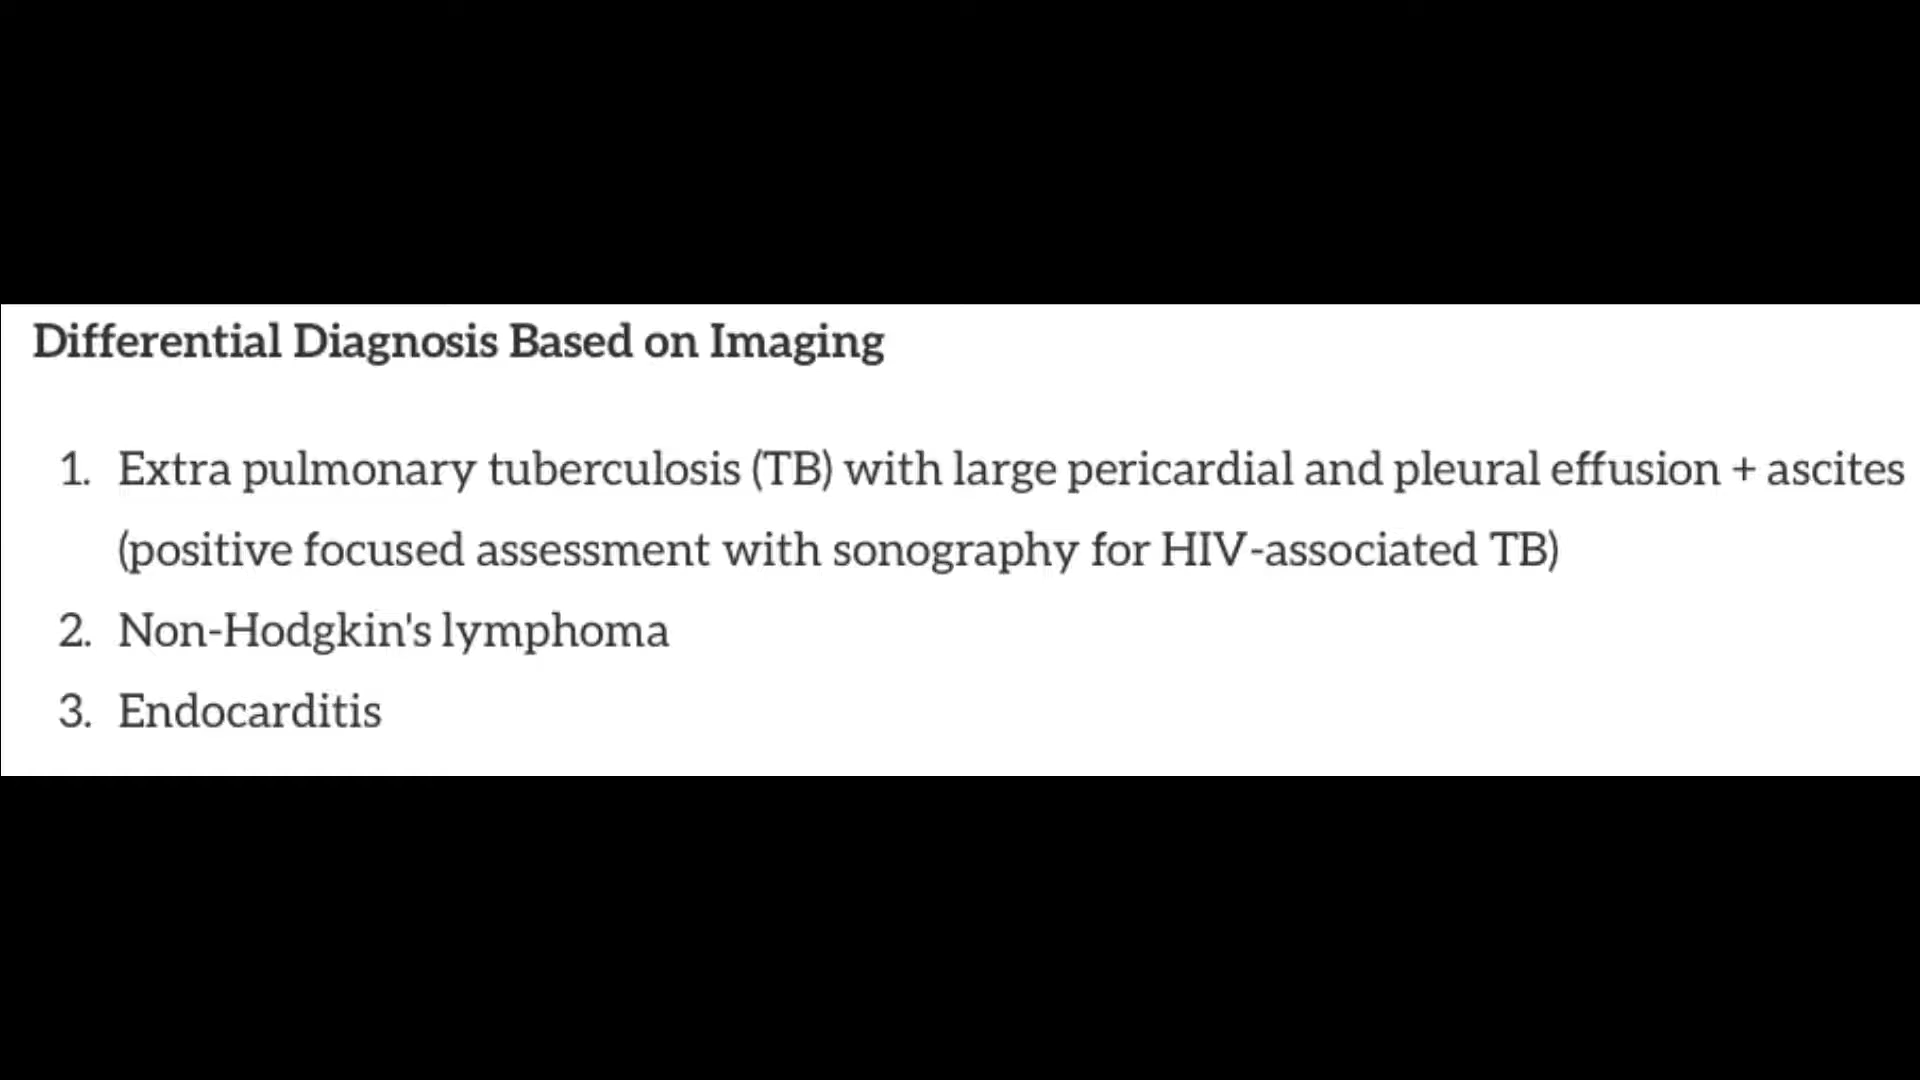 Differential Diagnosis Based on Imaging
1. Extra pulmonary tuberculosis (TB) with large pericardial and pleural effusion + ascites
(positive focused assessment with sonography for HIV-associated TB)
2. Non-Hodgkin's lymphoma
3. Endocarditis